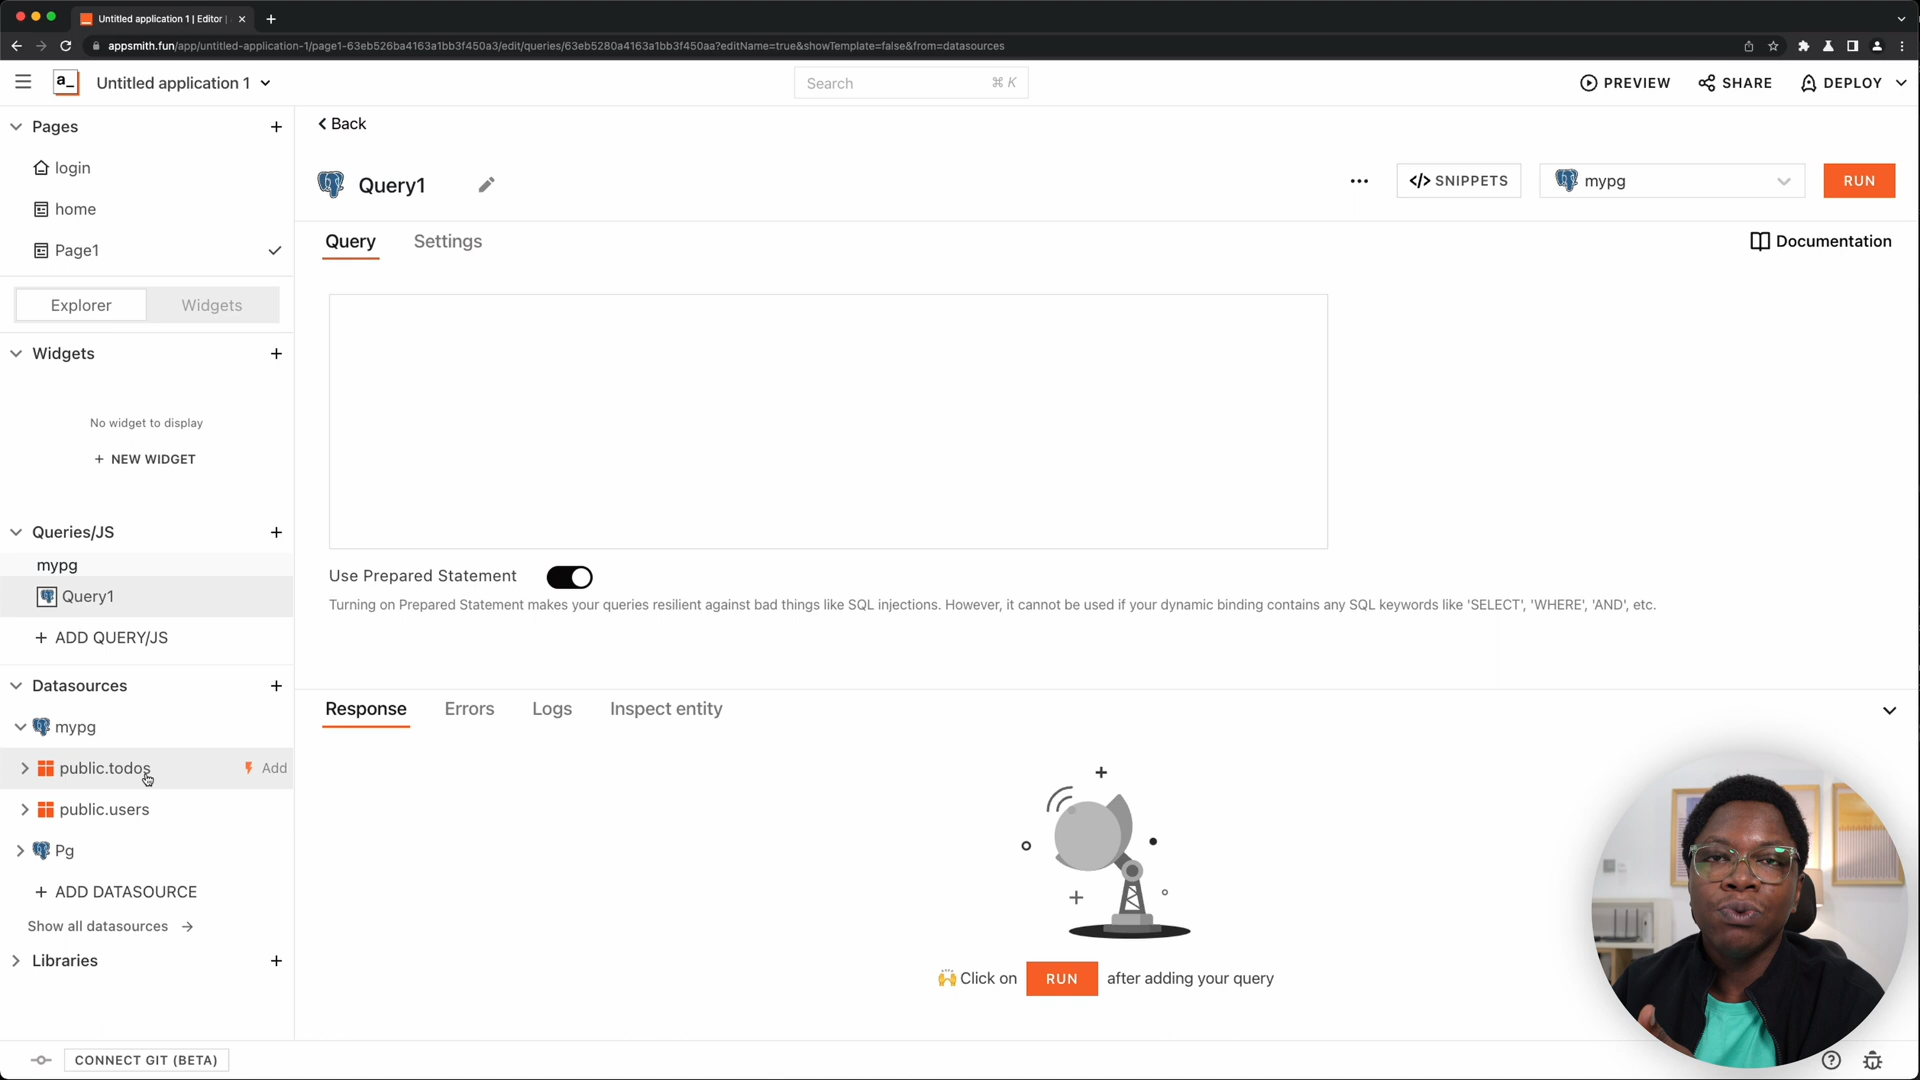 Untitled application 1 | Editor |
appsmith.fun/app/untitled-application-1/page1-63eb526ba4163a1bb3f450a3/edit/queries/63eb5280a4163a1bb3f450aa?editName=true&showTemplate=false&from=datasources
a_ Untitled application 1
Search ⌘ K
PREVIEW SHARE DEPLOY
Pages +
login
home
Page1
Explorer Widgets
Widgets +
No widget to display
+ NEW WIDGET
Queries/JS +
mypg
Query1
+ ADD QUERY/JS
Datasources +
mypg
public.todos Add
public.users
Pg
+ ADD DATASOURCE
Show all datasources →
Libraries +
CONNECT GIT (BETA)
Back
Query1
</> SNIPPETS mypg RUN
Query Settings
Documentation
Use Prepared Statement
Turning on Prepared Statement makes your queries resilient against bad things like SQL injections. However, it cannot be used if your dynamic binding contains any SQL keywords like 'SELECT', 'WHERE', 'AND', etc.
Response Errors Logs Inspect entity
🙌 Click on RUN after adding your query